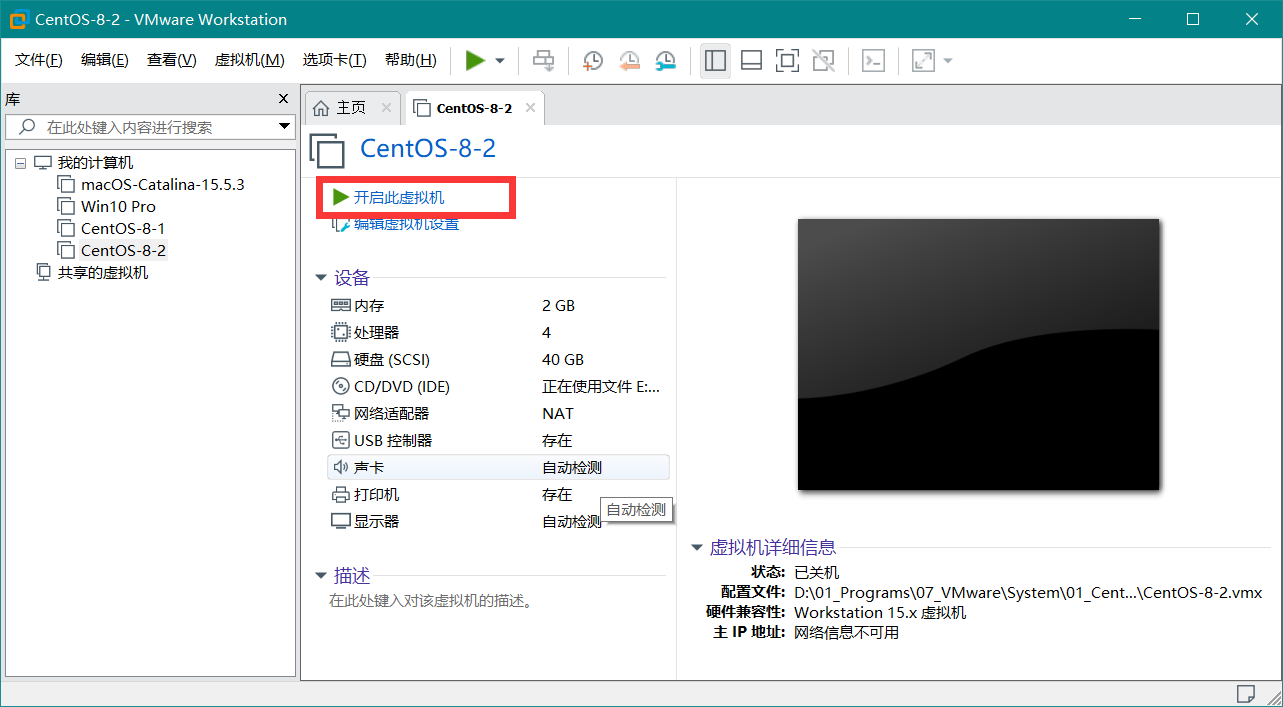 CentOS-8-2 - VMware Workstation
文件(F) 编辑(E) 查看(V) 虚拟机(M) 选项卡(T) 帮助(H)
库
在此处键入内容进行搜索
我的计算机
macOS-Catalina-15.5.3
Win10 Pro
CentOS-8-1
CentOS-8-2
共享的虚拟机
主页 CentOS-8-2
CentOS-8-2
开启此虚拟机
编辑虚拟机设置
设备
内存 2 GB
处理器 4
硬盘 (SCSI) 40 GB
CD/DVD (IDE) 正在使用文件 E:...
网络适配器 NAT
USB 控制器 存在
声卡 自动检测
打印机 存在
自动检测
显示器 自动检测
描述
在此处键入对该虚拟机的描述。
虚拟机详细信息
状态: 已关机
配置文件: D:\01_Programs\07_VMware\System\01_Cent...\CentOS-8-2.vmx
硬件兼容性: Workstation 15.x 虚拟机
主 IP 地址: 网络信息不可用